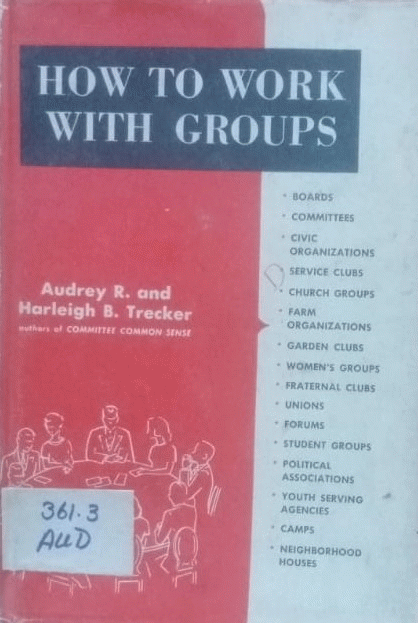 HOW TO WORK
WITH GROUPS
Audrey R. and
Harleigh B. Trecker
authors of COMMITTEE COMMON SENSE
• BOARDS
• COMMITTEES
• CIVIC
ORGANIZATIONS
• SERVICE CLUBS
• CHURCH GROUPS
• FARM
ORGANIZATIONS
• GARDEN CLUBS
• WOMEN'S GROUPS
• FRATERNAL CLUBS
• UNIONS
• FORUMS
• STUDENT GROUPS
• POLITICAL
ASSOCIATIONS
• YOUTH SERVING
AGENCIES
• CAMPS
• NEIGHBORHOOD
HOUSES
361.3
AUD